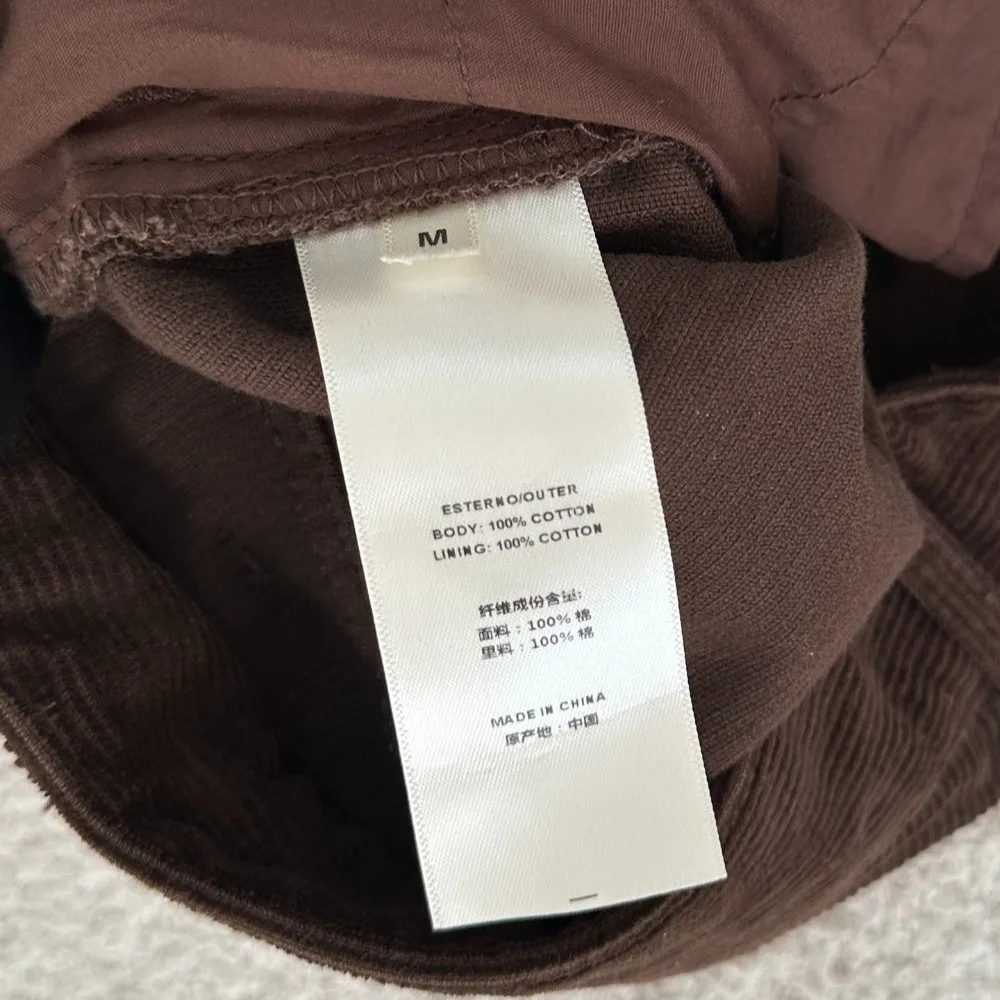 M
ESTERNO/OUTER
BODY: 100% COTTON
LINING: 100% COTTON
纤维成份含量:
面料：100% 棉
里料：100% 棉
MADE IN CHINA
原产地：中国